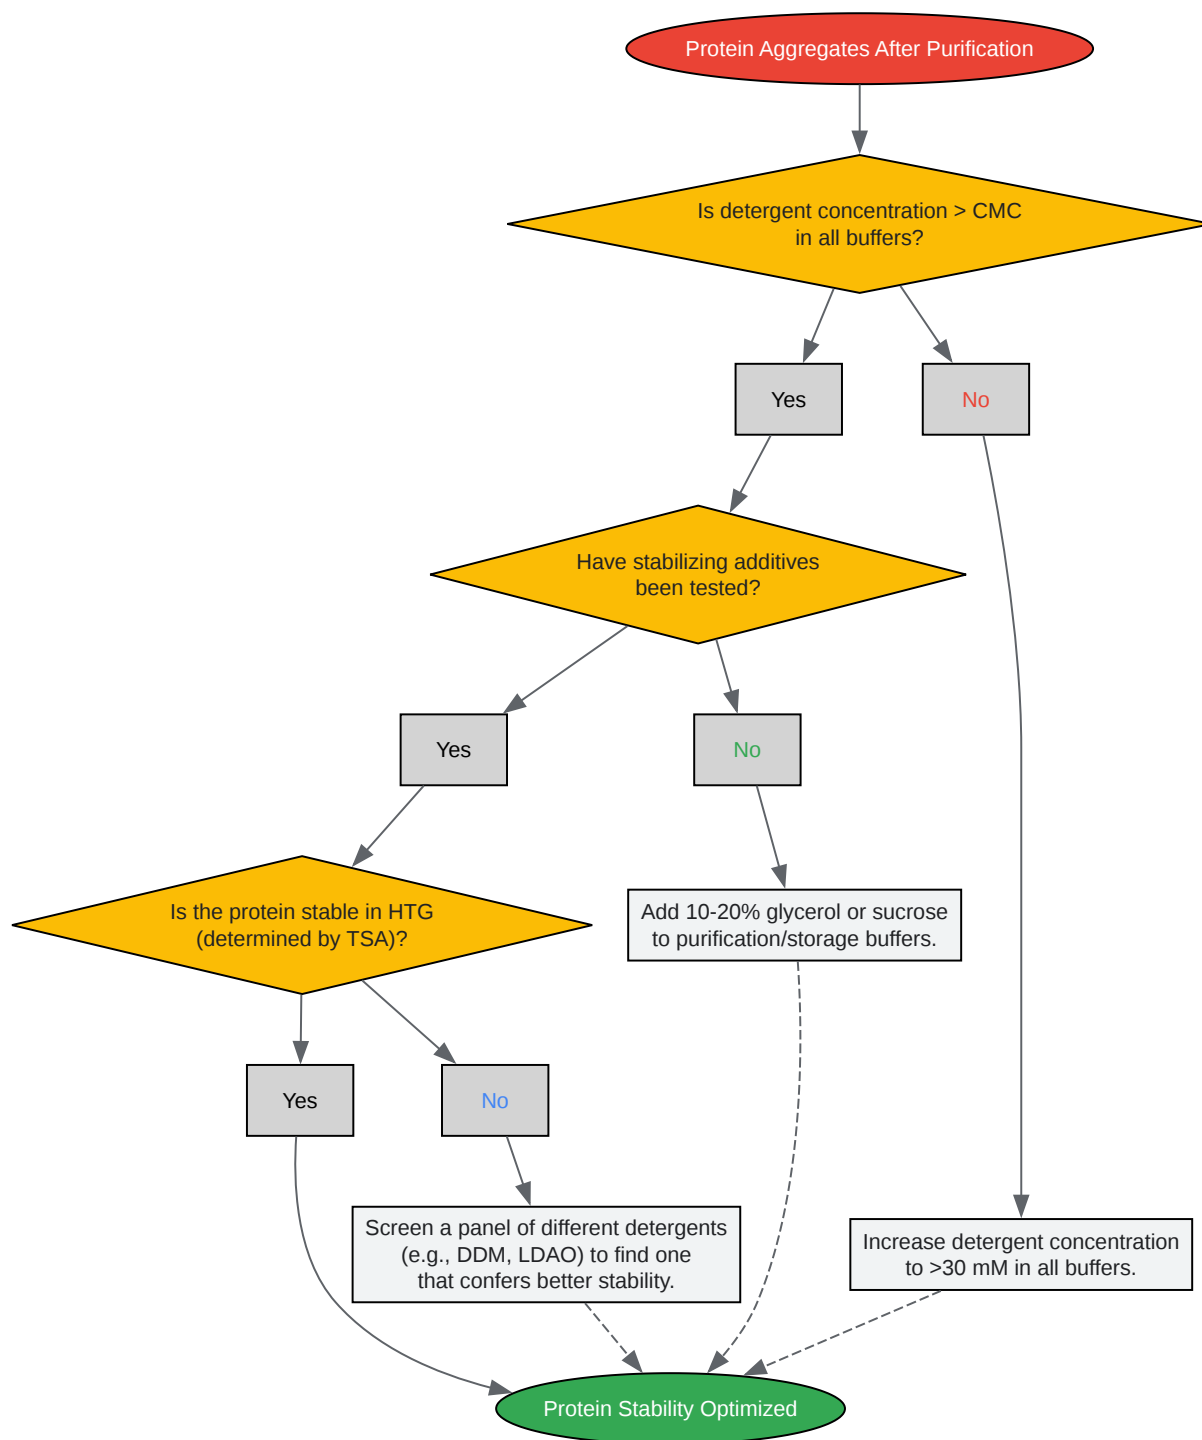 Protein Aggregates After Purification
Is detergent concentration > CMC
in all buffers?
Yes
No
Have stabilizing additives
been tested?
Yes
No
Is the protein stable in HTG
(determined by TSA)?
Add 10-20% glycerol or sucrose
to purification/storage buffers.
Yes
No
Screen a panel of different detergents
(e.g., DDM, LDAO) to find one
that confers better stability.
Increase detergent concentration
to >30 mM in all buffers.
Protein Stability Optimized